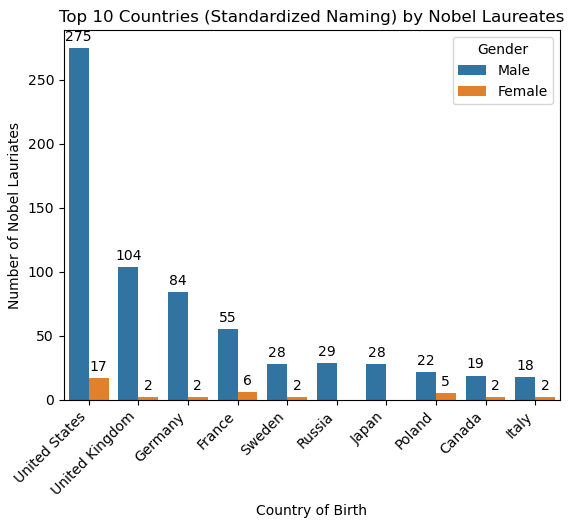 Top 10 Countries (Standardized Naming) by Nobel Laureates
Number of Nobel Lauriates
250
200
150
100
50
0
275
17
104
2
84
2
55
6
28
2
29
28
22
5
19
2
18
2
Gender
Male
Female
United States
United Kingdom
Germany
France
Sweden
Russia
Japan
Poland
Canada
Italy
Country of Birth